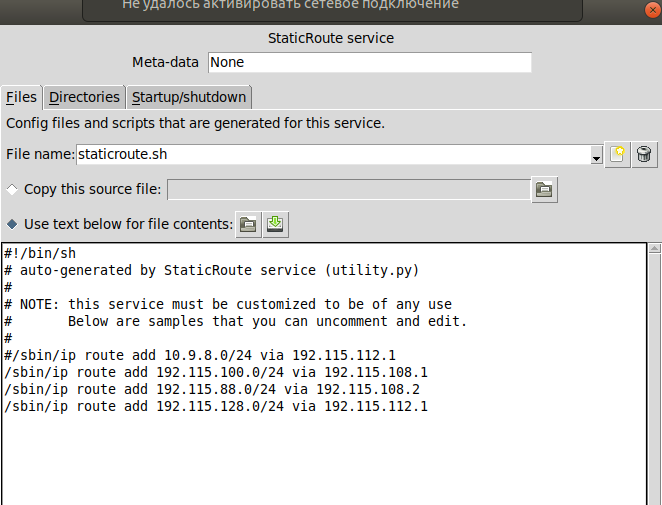 Не удалось активировать сетевое подключение
StaticRoute service
Meta-data None
Files Directories Startup/shutdown
Config files and scripts that are generated for this service.
File name: staticroute.sh
Copy this source file:
Use text below for file contents:
#!/bin/sh
# auto-generated by StaticRoute service (utility.py)
#
# NOTE: this service must be customized to be of any use
#       Below are samples that you can uncomment and edit.
#
#/sbin/ip route add 10.9.8.0/24 via 192.115.112.1
/sbin/ip route add 192.115.100.0/24 via 192.115.108.1
/sbin/ip route add 192.115.88.0/24 via 192.115.108.2
/sbin/ip route add 192.115.128.0/24 via 192.115.112.1